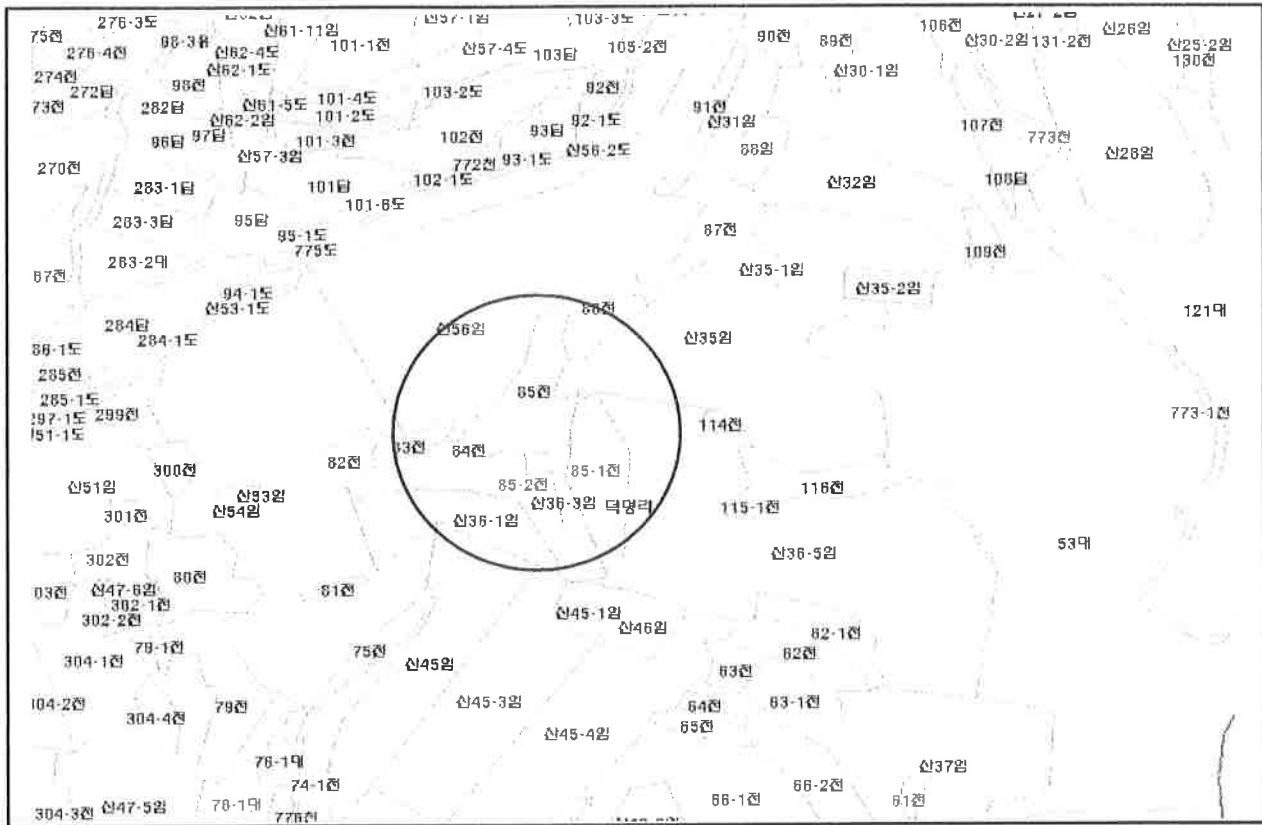 276-3도
산61-11임
산57-1임
103-3도
106전
75전
98-3임
101-1전
산57-4도
103답
105-2전
90전
89전
산30-2임
131-2전
산26임
산25-2임
276-4전
산62-4도
130전
274전
산62-1도
산30-1임
272답
98전
103-2도
92전
73전
282답
산61-5도
101-4도
91전
산62-2임
101-2도
92-1도
산31임
107전
96답
97답
101-3전
102전
93답
773전
270전
산57-3임
772전
93-1도
산56-2도
88임
산28임
283-1답
101답
102-1도
산32임
108답
101-6도
283-3답
95답
87전
95-1도
775도
109전
283-2대
67전
산35-1임
94-1도
산35-2임
산53-1도
86전
121대
284답
산56임
284-1도
산35임
86-1도
285전
85전
285-1도
297-1도
299전
773-1전
51-1도
114전
83전
84전
82전
300전
85-1전
85-2전
산51임
산93임
116전
301전
산54임
산36-3임
덕명리
115-1전
산36-1임
53대
302전
산36-5임
80전
03전
산47-6임
81전
302-1전
302-2전
산45-1임
산46임
82-1전
79-1전
75전
62전
304-1전
산45임
63전
304-2전
79전
산45-3임
64전
63-1전
304-4전
65전
산45-4임
76-1대
산37임
74-1전
66-2전
304-3전
산47-5임
78-1대
66-1전
61전
776전